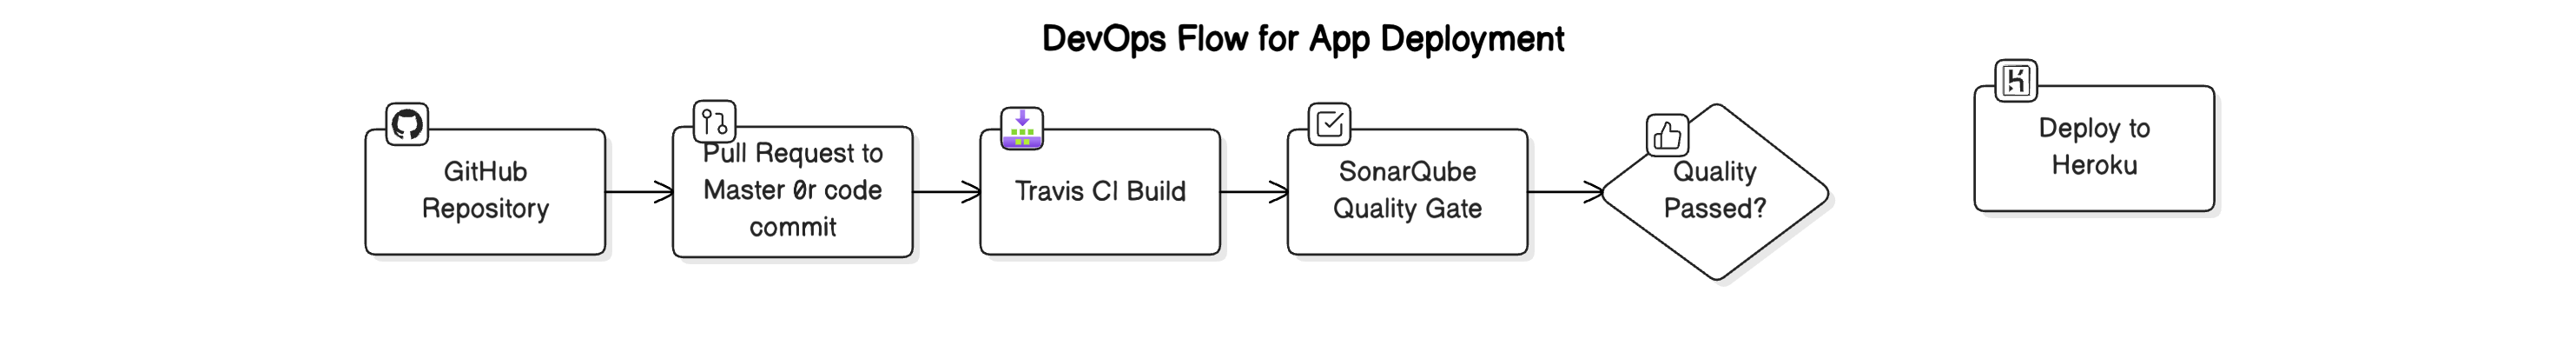 DevOps Flow for App Deployment
GitHub
Repository
Pull Request to
Master 0r code
commit
Travis CI Build
SonarQube
Quality Gate
Quality
Passed?
Deploy to
Heroku